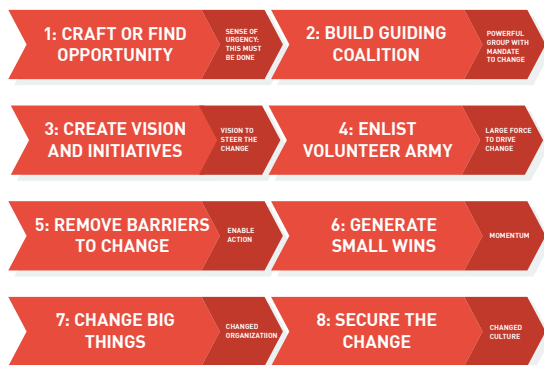 1: CRAFT OR FIND
OPPORTUNITY
SENSE OF
URGENCY:
THIS MUST
BE DONE
2: BUILD GUIDING
COALITION
POWERFUL
GROUP WITH
MANDATE
TO CHANGE
3: CREATE VISION
AND INITIATIVES
VISION TO
STEER THE
CHANGE
4: ENLIST
VOLUNTEER ARMY
LARGE FORCE
TO DRIVE
CHANGE
5: REMOVE BARRIERS
TO CHANGE
ENABLE
ACTION
6: GENERATE
SMALL WINS
MOMENTUM
7: CHANGE BIG
THINGS
CHANGED
ORGANIZATIION
8: SECURE THE
CHANGE
CHANGED
CULTURE